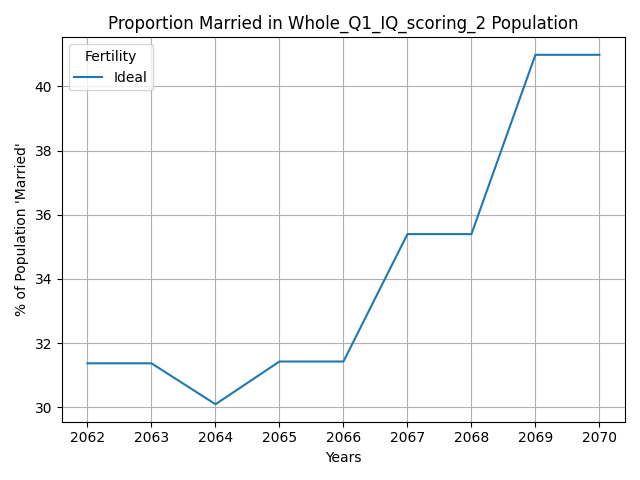 Proportion Married in Whole_Q1_IQ_scoring_2 Population
Fertility
Ideal
% of Population 'Married'
40
38
36
34
32
30
2062 2063 2064 2065 2066 2067 2068 2069 2070
Years